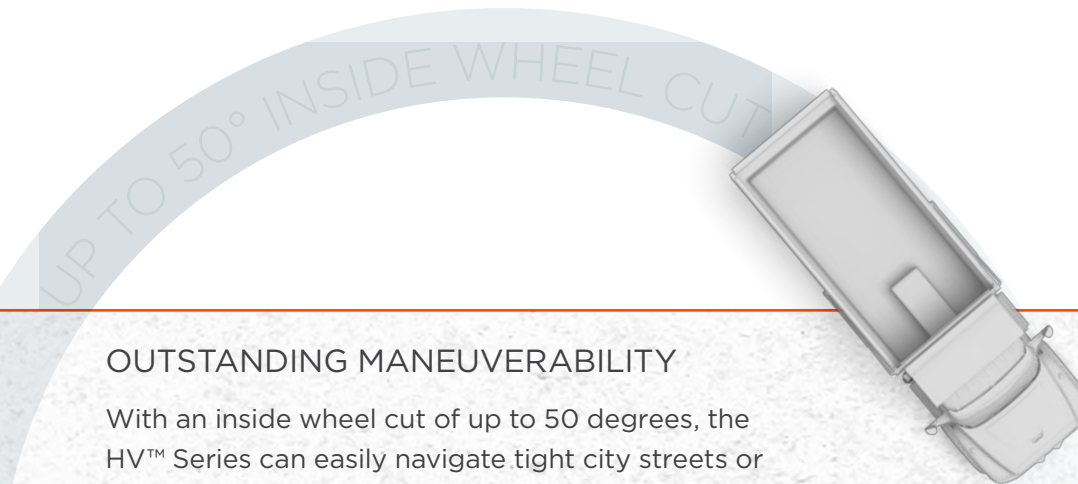 UP TO 50° INSIDE WHEEL CUT
OUTSTANDING MANEUVERABILITY
With an inside wheel cut of up to 50 degrees, the
HV™ Series can easily navigate tight city streets or